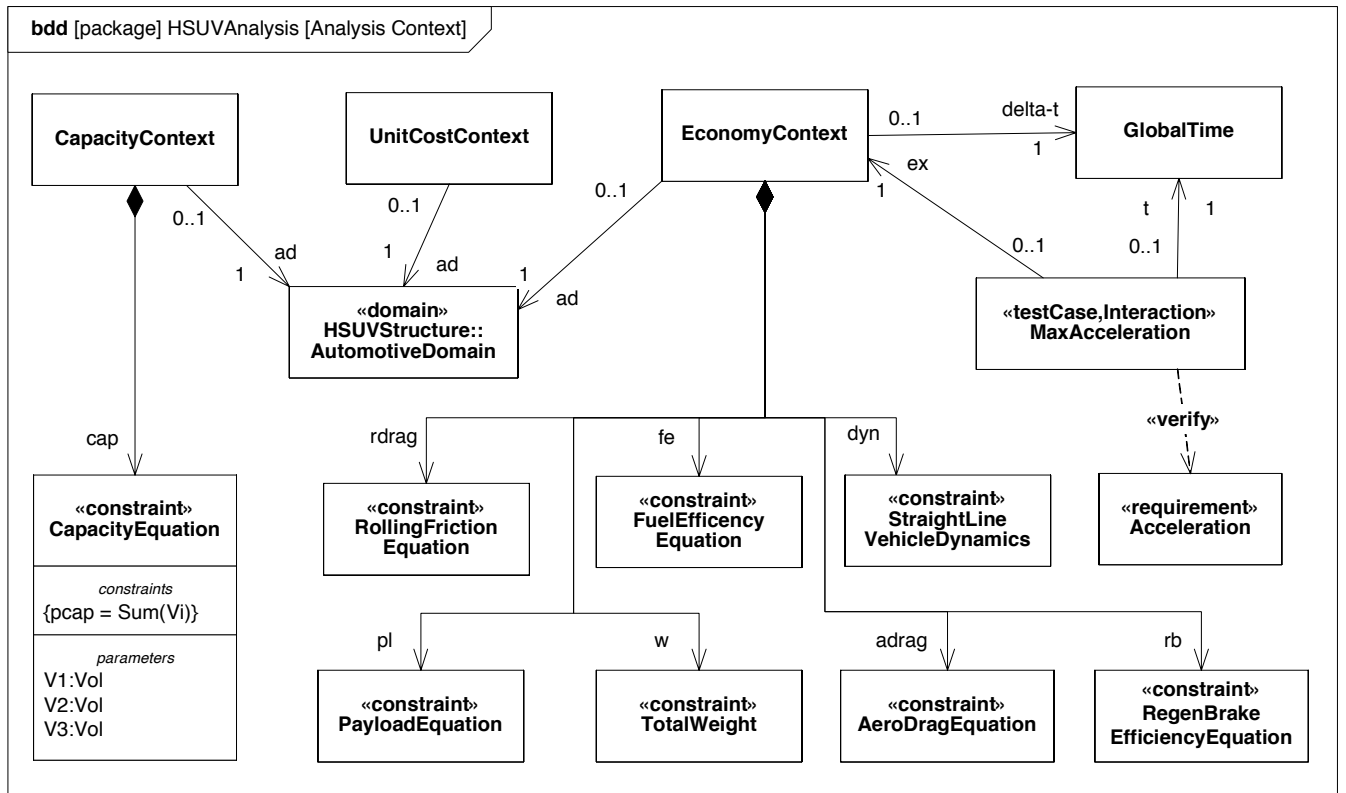 bdd [package] HSUVAnalysis [Analysis Context]
CapacityContext
UnitCostContext
EconomyContext
GlobalTime
0..1
delta-t
1
ex
1
0..1
1
ad
0..1
1
ad
0..1
1
ad
0..1
t
1
0..1
«domain»
HSUVStructure::
AutomotiveDomain
«testCase,Interaction»
MaxAcceleration
«verify»
cap
rdrag
fe
dyn
«constraint»
CapacityEquation
constraints
{pcap = Sum(Vi)}
parameters
V1:Vol
V2:Vol
V3:Vol
«constraint»
RollingFriction
Equation
«constraint»
FuelEfficency
Equation
«constraint»
StraightLine
VehicleDynamics
«requirement»
Acceleration
pl
w
adrag
rb
«constraint»
PayloadEquation
«constraint»
TotalWeight
«constraint»
AeroDragEquation
«constraint»
RegenBrake
EfficiencyEquation